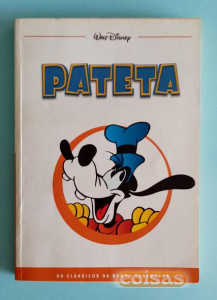 Walt Disney
PATETA
OS CLÁSSICOS DA BANDA DESENHADA
coisas